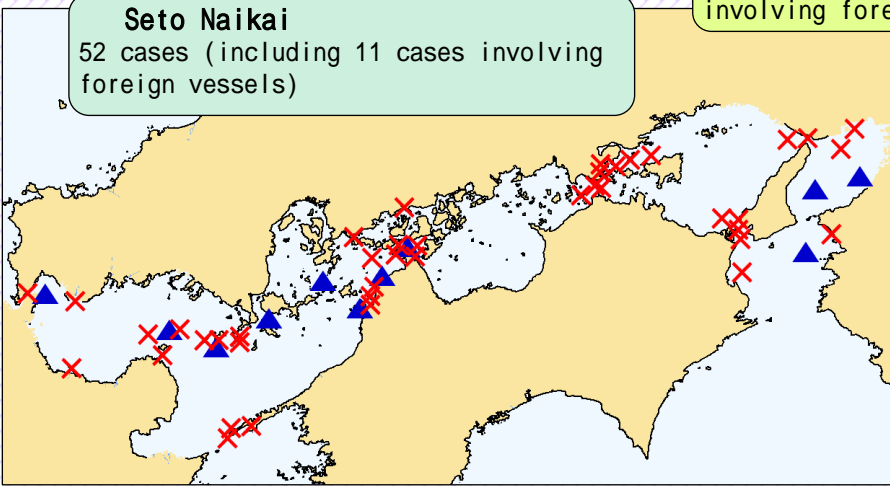 Seto Naikai
52 cases (including 11 cases involving
foreign vessels)
involving fore